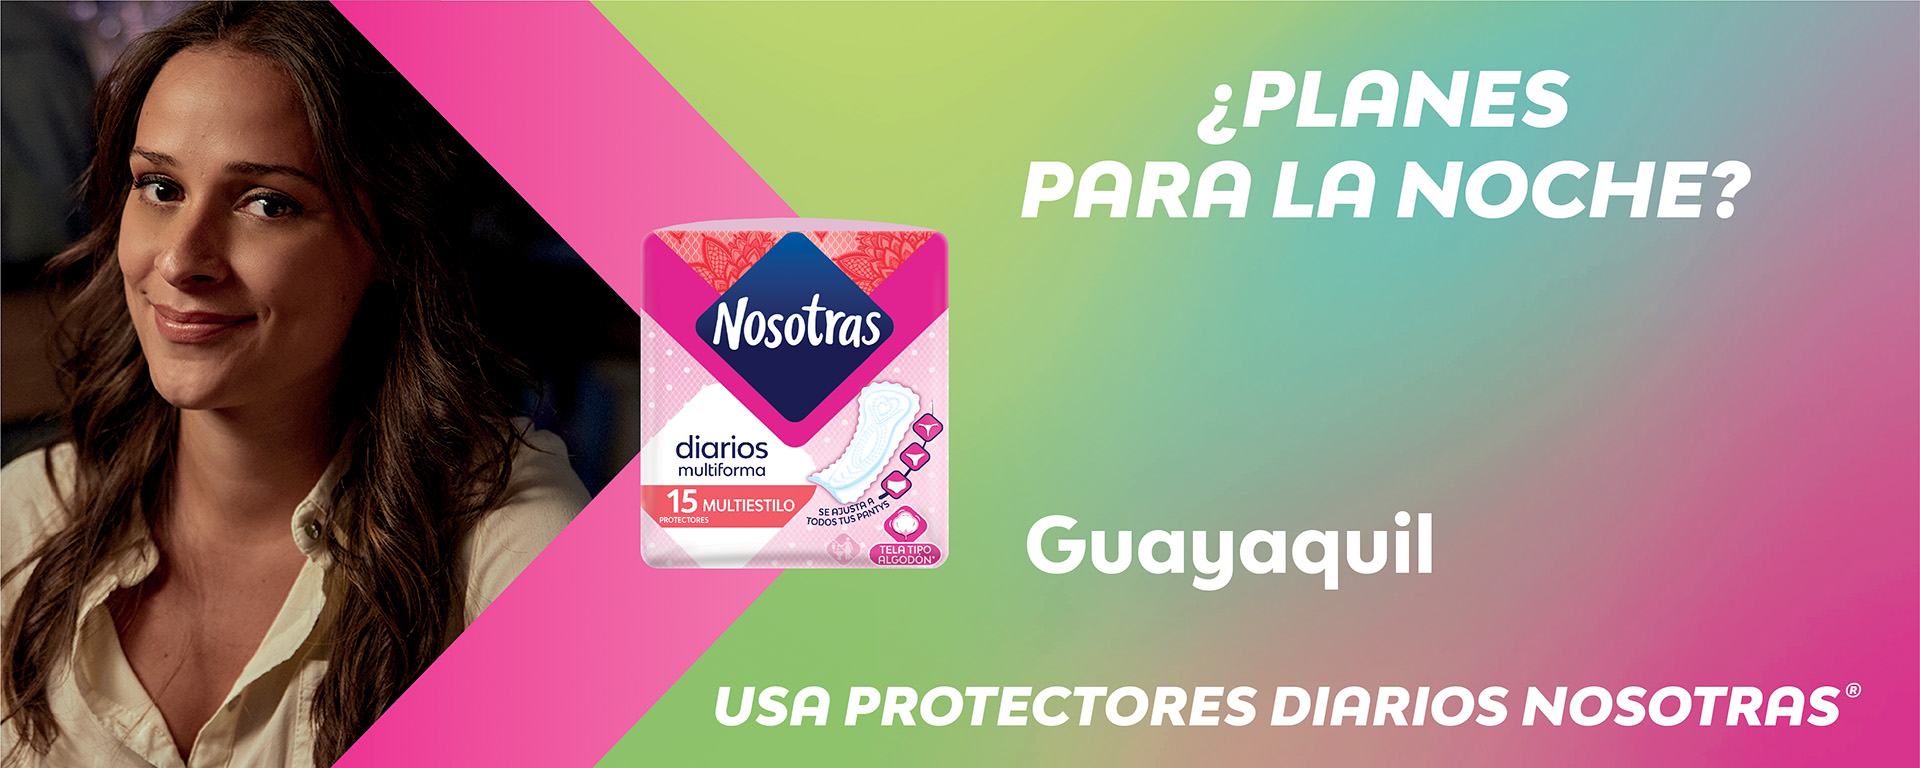 ¿PLANES
PARA LA NOCHE?
Nosotras
diarios
multiforma
15 MULTIESTILO
PROTECTORES
SE AJUSTA A
TODOS TUS PANTYS
TELA TIPO
ALGODÓN*
Guayaquil
USA PROTECTORES DIARIOS NOSOTRAS®